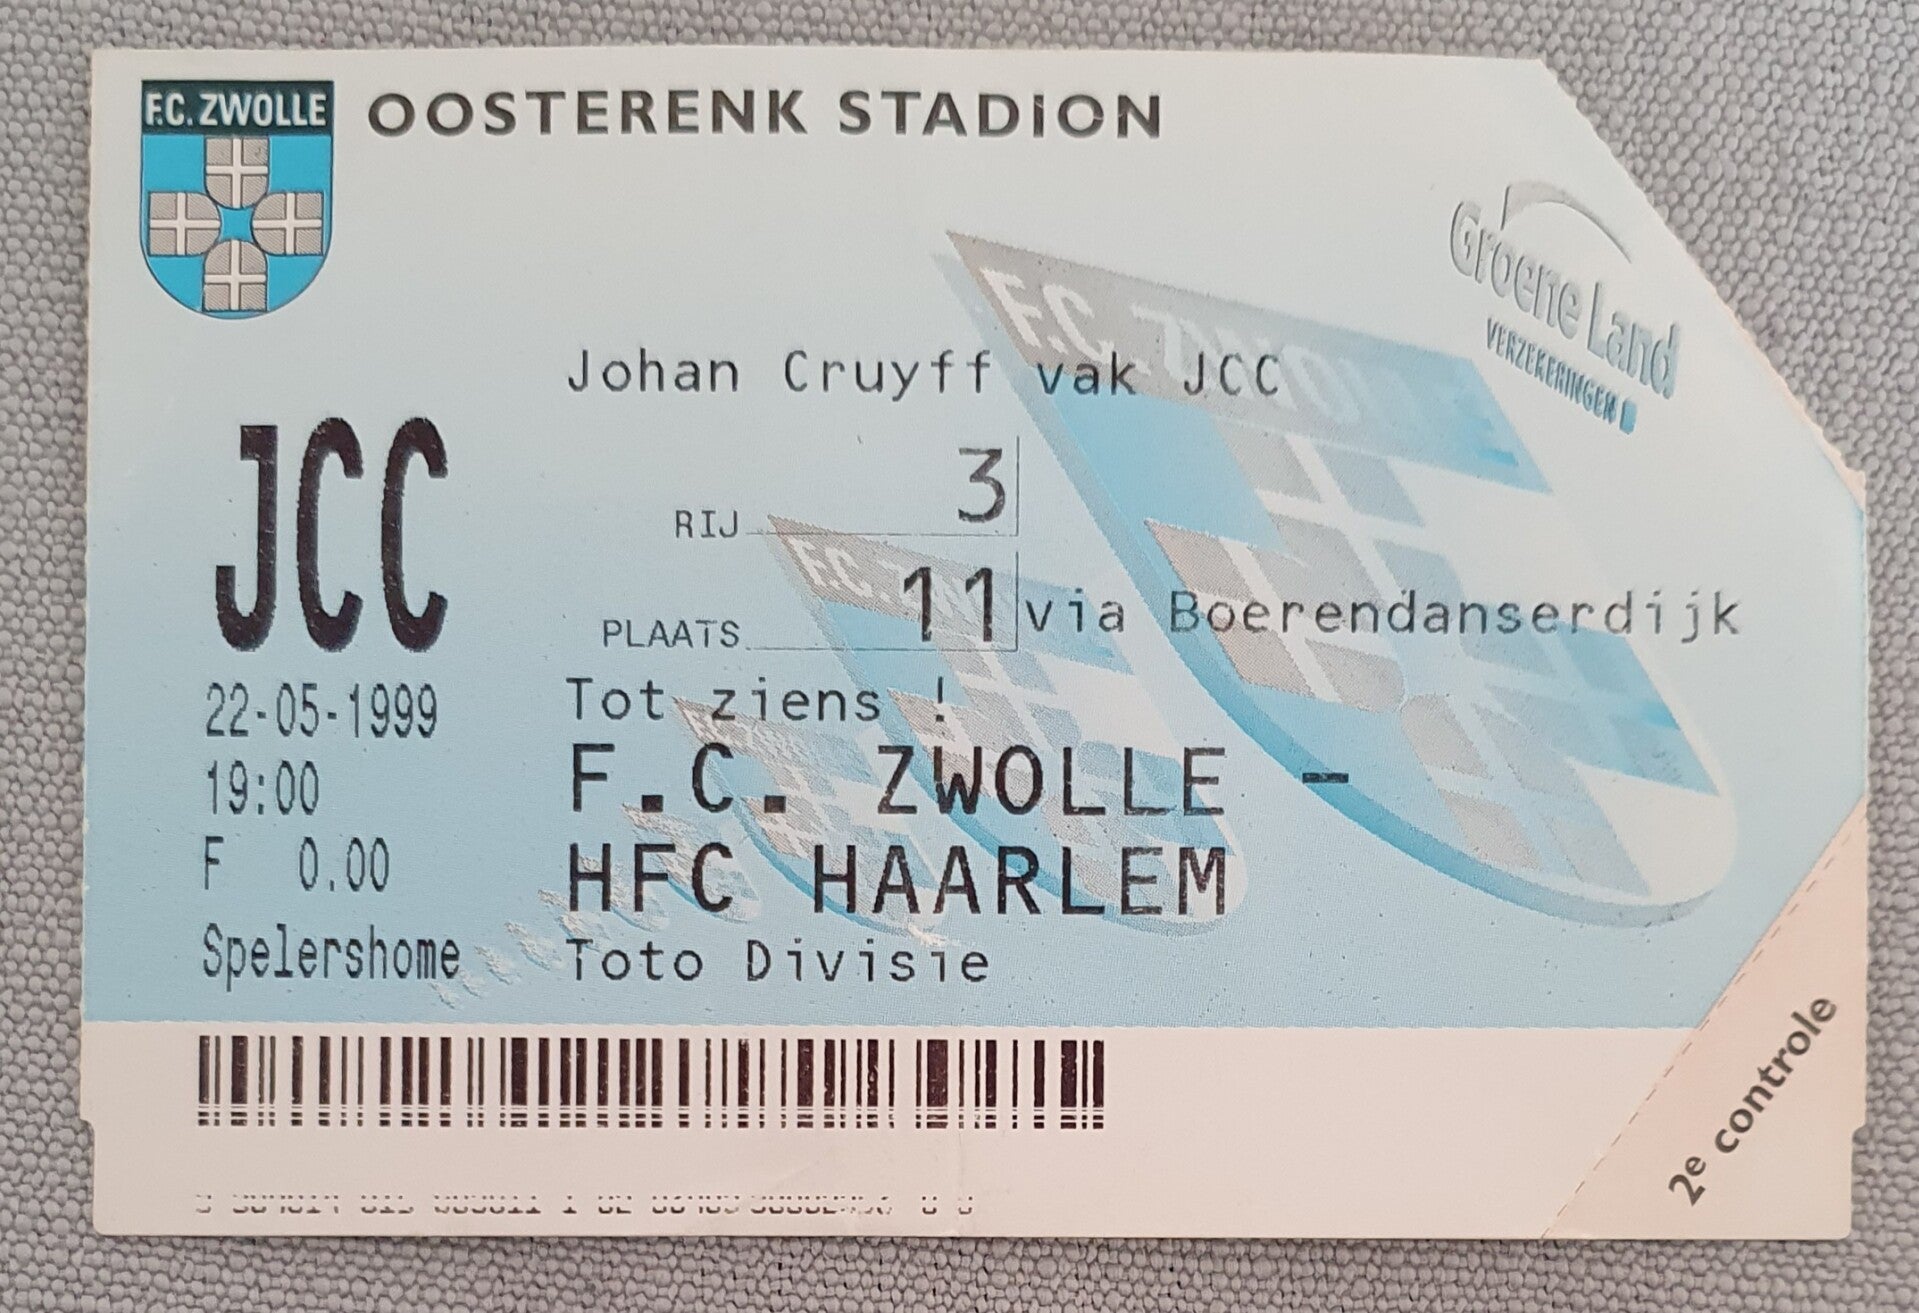 F.C. ZWOLLE
OOSTERENK STADiON
Groene Land
VERZEKERINGEN
F.C. ZWOLLE
Johan Cruyff vak JCC
JCC
RIJ 3
PLAATS 11 via Boerendanserdijk
22-05-1999
Tot ziens !
19:00
F.C. ZWOLLE -
F 0.00
HFC HAARLEM
Spelershome
Toto Divisie
2e controle